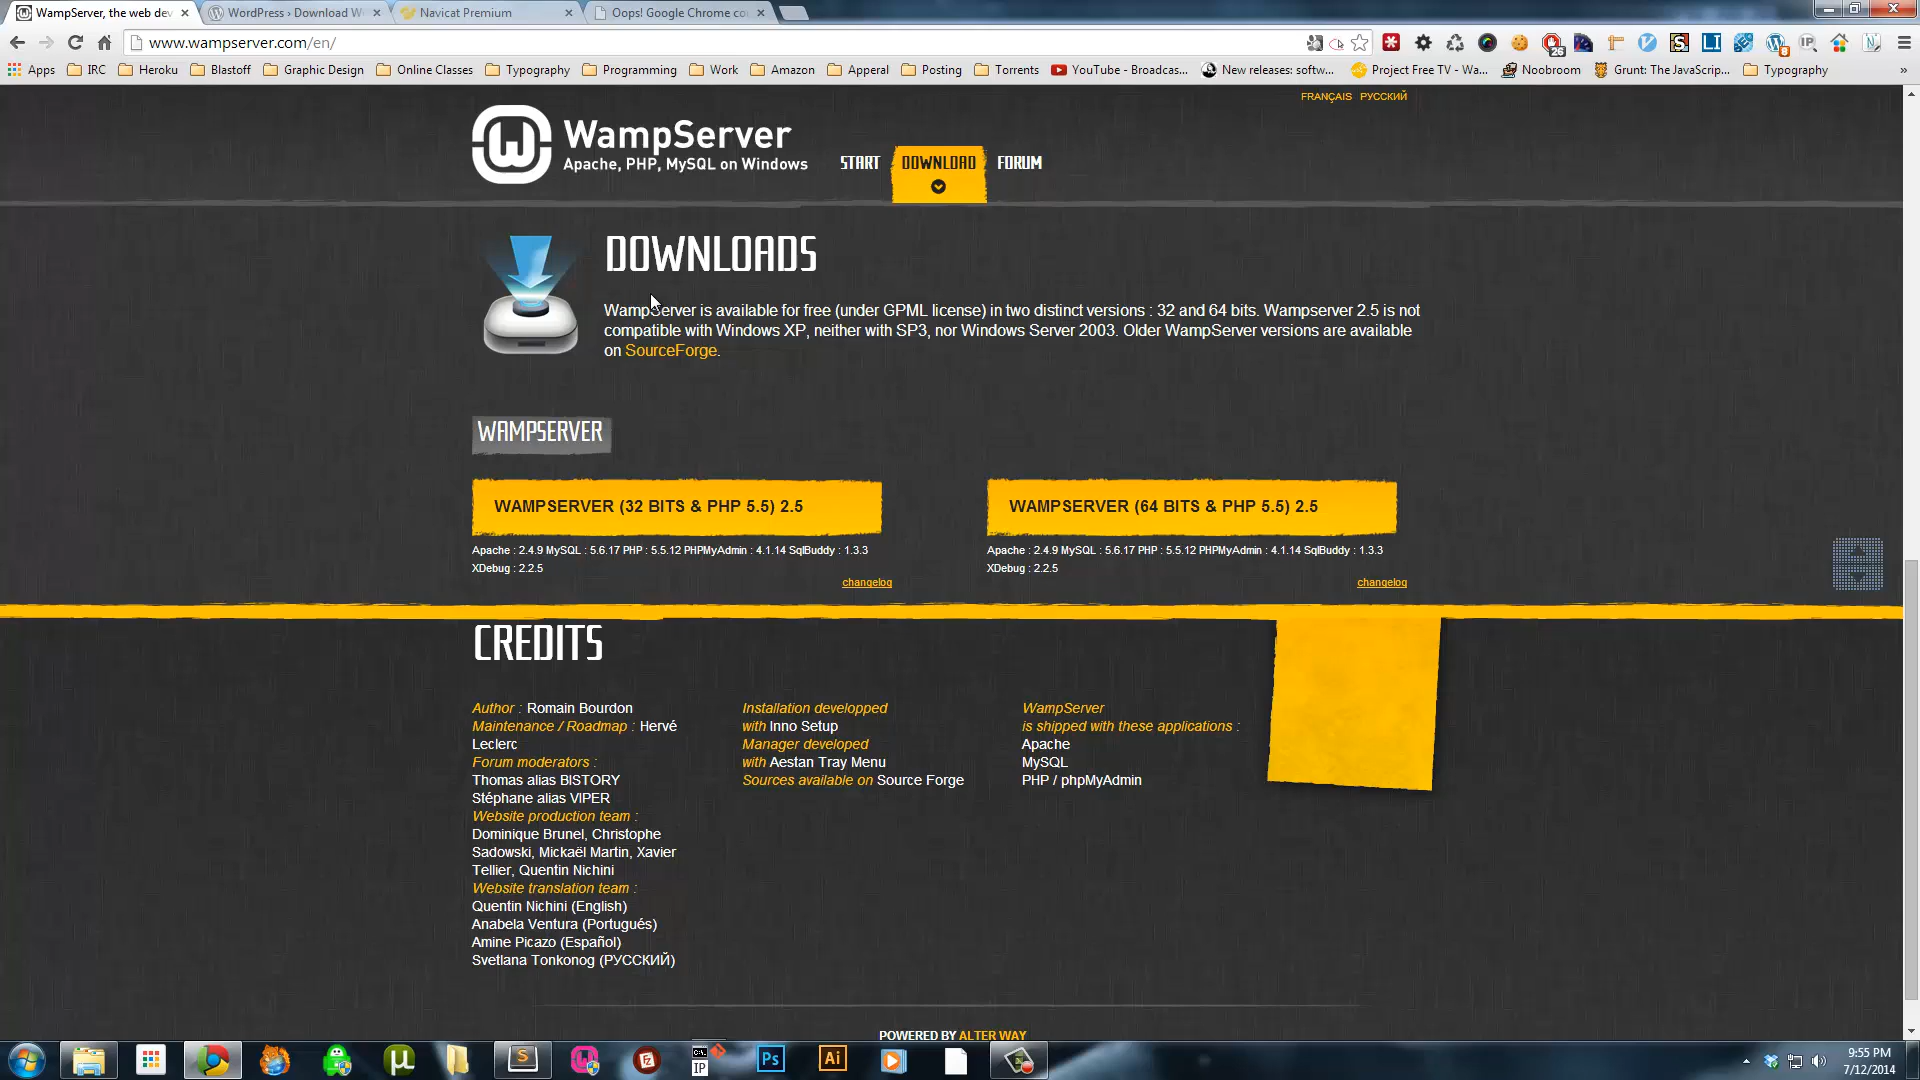 WampServer, the web dev
WordPress › Download W
Navicat Premium
Oops! Google Chrome co
www.wampserver.com/en/
26
8
IP
Apps
IRC
Heroku
Blastoff
Graphic Design
Online Classes
Typography
Programming
Work
Amazon
Apperal
Posting
Torrents
YouTube - Broadcas...
New releases: softw...
Project Free TV - Wa...
Noobroom
Grunt: The JavaScrip...
Typography
»
FRANÇAIS РУССКИЙ
WampServer
Apache, PHP, MySQL on Windows
START
DOWNLOAD
FORUM
DOWNLOADS
WampServer is available for free (under GPML license) in two distinct versions : 32 and 64 bits. Wampserver 2.5 is not
compatible with Windows XP, neither with SP3, nor Windows Server 2003. Older WampServer versions are available
on SourceForge.
WAMPSERVER
WAMPSERVER (32 BITS & PHP 5.5) 2.5
Apache : 2.4.9 MySQL : 5.6.17 PHP : 5.5.12 PHPMyAdmin : 4.1.14 SqlBuddy : 1.3.3
XDebug : 2.2.5
changelog
WAMPSERVER (64 BITS & PHP 5.5) 2.5
Apache : 2.4.9 MySQL : 5.6.17 PHP : 5.5.12 PHPMyAdmin : 4.1.14 SqlBuddy : 1.3.3
XDebug : 2.2.5
changelog
CREDITS
Author : Romain Bourdon
Maintenance / Roadmap : Hervé
Leclerc
Forum moderators :
Thomas alias BISTORY
Stéphane alias VIPER
Website production team :
Dominique Brunel, Christophe
Sadowski, Mickaël Martin, Xavier
Tellier, Quentin Nichini
Website translation team :
Quentin Nichini (English)
Anabela Ventura (Portugués)
Amine Picazo (Español)
Svetlana Tonkonog (РУССКИЙ)
Installation developped
with Inno Setup
Manager developed
with Aestan Tray Menu
Sources available on Source Forge
WampServer
is shipped with these applications :
Apache
MySQL
PHP / phpMyAdmin
POWERED BY ALTER WAY
S
Fz
IP
Ps
Ai
9:55 PM
7/12/2014